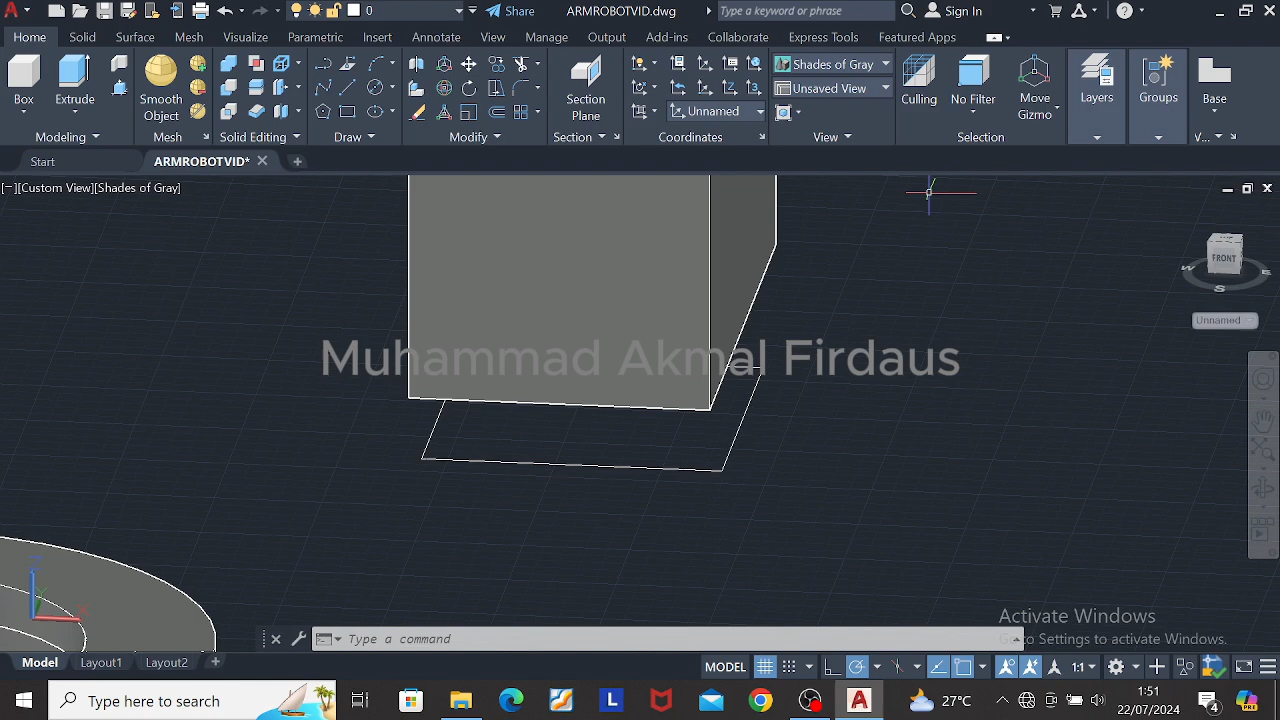 0
Share
ARMROBOTVID.dwg
Type a keyword or phrase
Sign In
Home
Solid
Surface
Mesh
Visualize
Parametric
Insert
Annotate
View
Manage
Output
Add-ins
Collaborate
Express Tools
Featured Apps
Box
Extrude
Smooth
Object
Section
Plane
Unnamed
Shades of Gray
Unsaved View
Culling
No Filter
Move
Gizmo
Layers
Groups
Base
Modeling
Mesh
Solid Editing
Draw
Modify
Section
Coordinates
View
Selection
V...
Start
ARMROBOTVID*
[−][Custom View][Shades of Gray]
TOP
FRONT
W
E
S
Unnamed
Muhammad Akmal Firdaus
Activate Windows
Go to Settings to activate Windows.
Type a command
Model
Layout1
Layout2
MODEL
1:1
Type here to search
27°C
1:51
22/07/2024
4